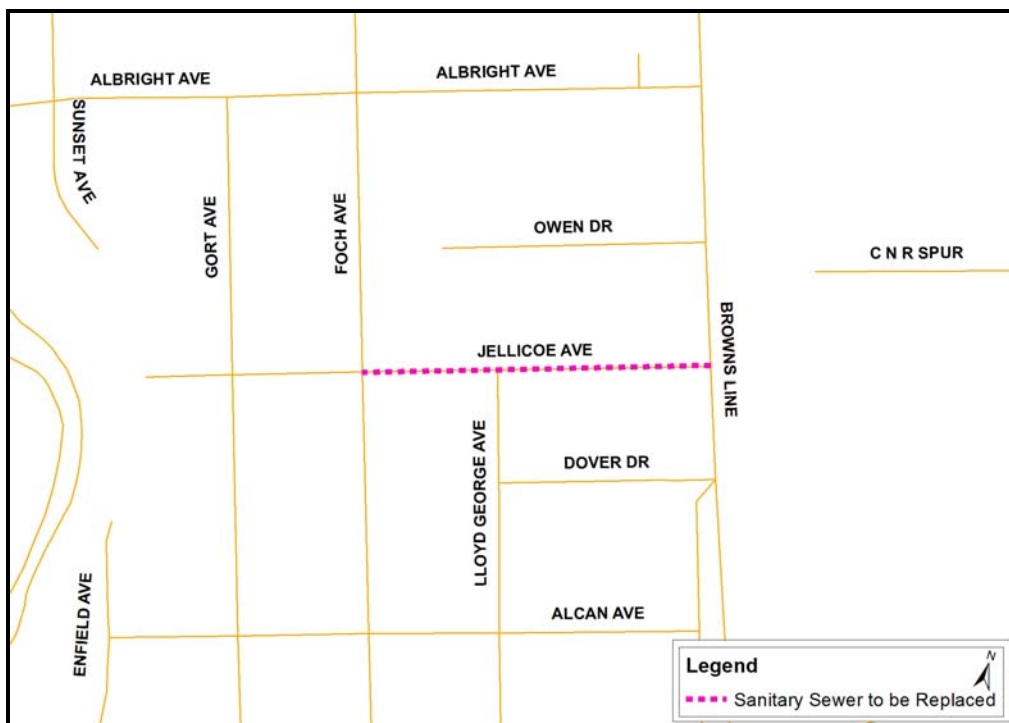 ALBRIGHT AVE
ALBRIGHT AVE
SUNSET AVE
GORT AVE
FOCH AVE
OWEN DR
C N R SPUR
JELLICOE AVE
BROWNS LINE
LLOYD GEORGE AVE
DOVER DR
ENFIELD AVE
ALCAN AVE
Legend
N
Sanitary Sewer to be Replaced